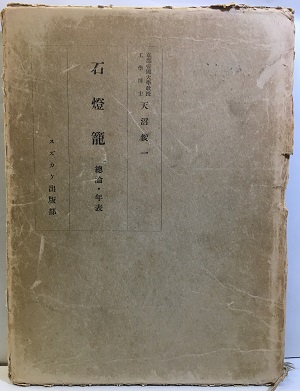 京都帝國大學教授
工學博士 天沼俊一
石燈籠 總論・年表
スズカケ出版部